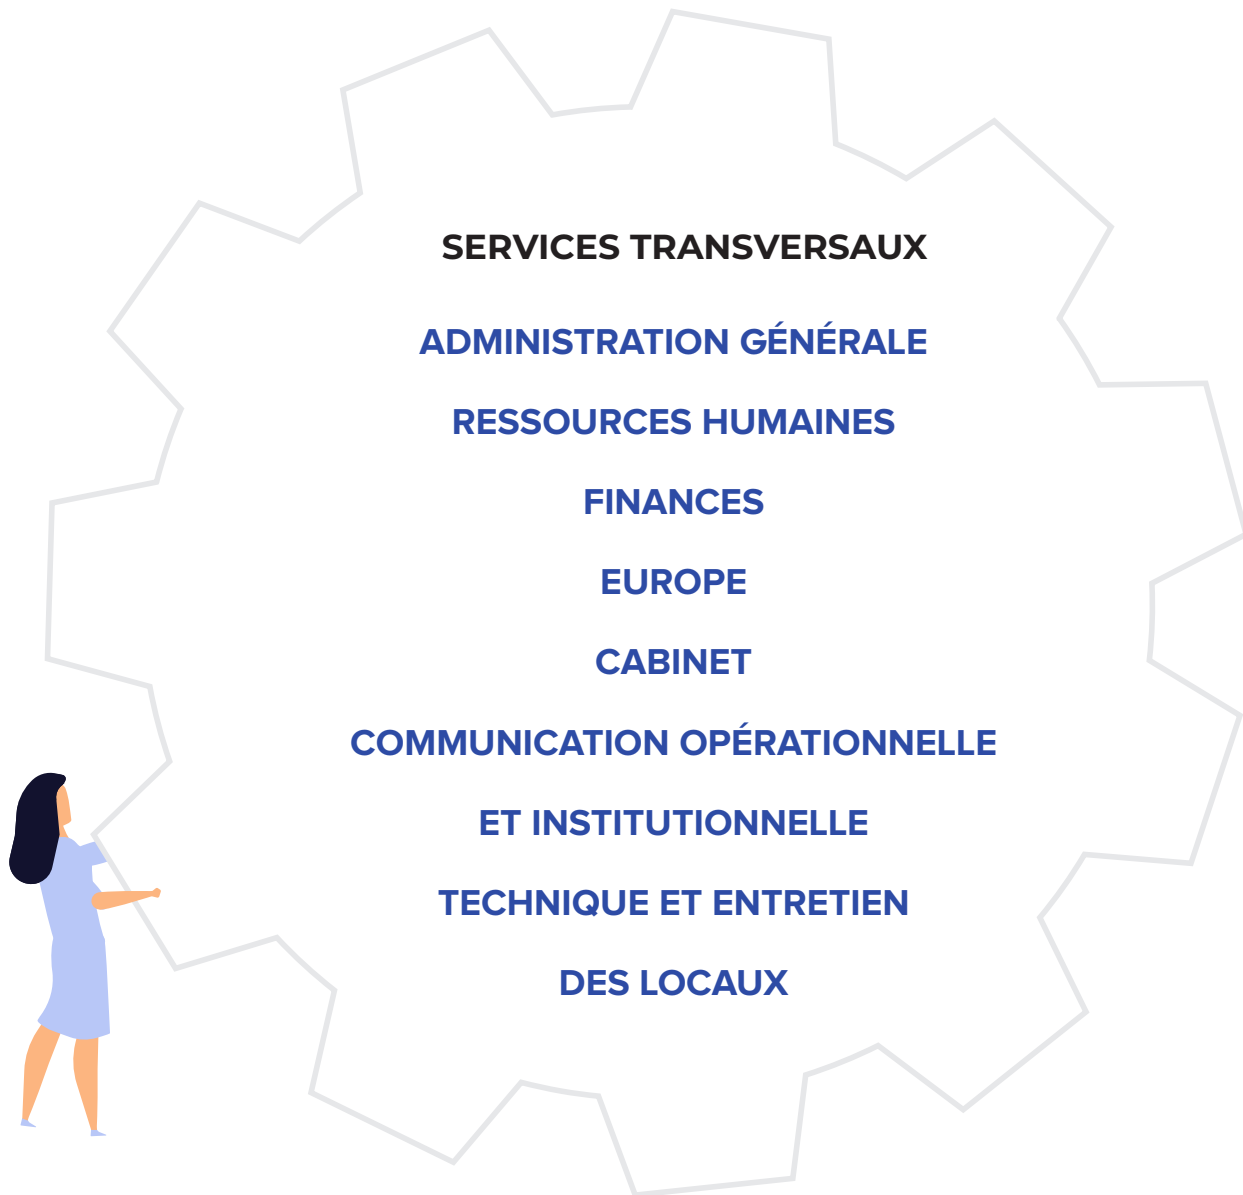 SERVICES TRANSVERSAUX
ADMINISTRATION GÉNÉRALE
RESSOURCES HUMAINES
FINANCES
EUROPE
CABINET
COMMUNICATION OPÉRATIONNELLE
ET INSTITUTIONNELLE
TECHNIQUE ET ENTRETIEN
DES LOCAUX